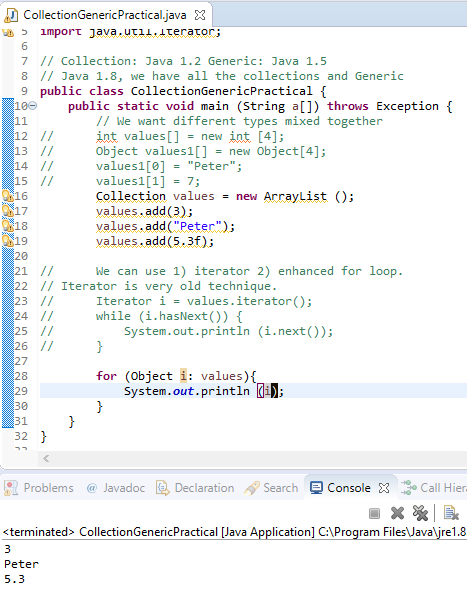 CollectionGenericPractical.java
5 import java.util.Iterator;
6
7 // Collection: Java 1.2 Generic: Java 1.5
8 // Java 1.8, we have all the collections and Generic
9 public class CollectionGenericPractical {
10 public static void main (String a[]) throws Exception {
11 // We want different types mixed together
12 // int values[] = new int [4];
13 // Object values1[] = new Object[4];
14 // values1[0] = "Peter";
15 // values1[1] = 7;
16 Collection values = new ArrayList ();
17 values.add(3);
18 values.add("Peter");
19 values.add(5.3f);
20
21 // We can use 1) iterator 2) enhanced for loop.
22 // Iterator is very old technique.
23 // Iterator i = values.iterator();
24 // while (i.hasNext()) {
25 // System.out.println (i.next());
26 // }
27
28 for (Object i: values){
29 System.out.println (i);
30 }
31 }
32 }
33
Problems @ Javadoc Declaration Search Console Call Hiera
<terminated> CollectionGenericPractical [Java Application] C:\Program Files\Java\jre1.8
3
Peter
5.3